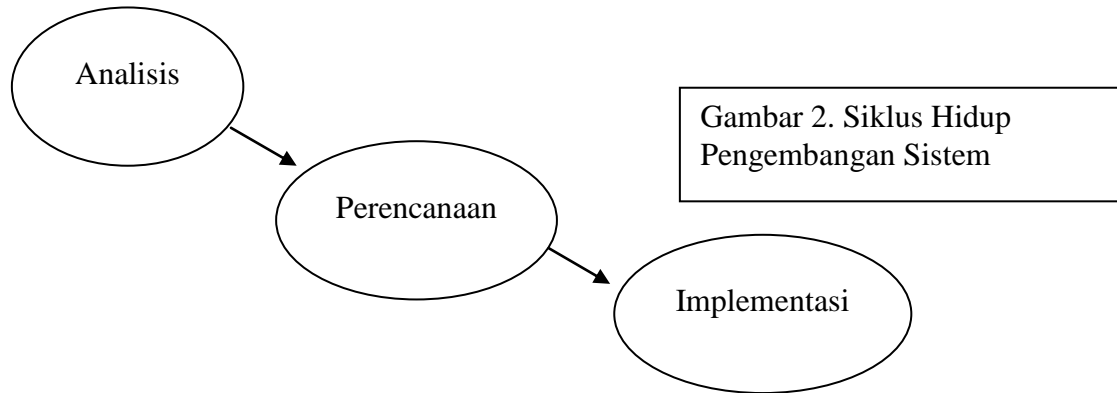 Analisis
Gambar 2. Siklus Hidup
Pengembangan Sistem
Perencanaan
Implementasi